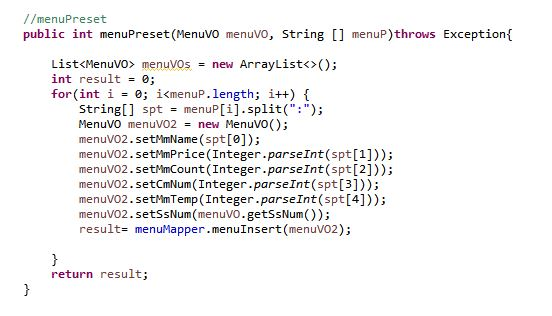 //menuPreset
public int menuPreset(MenuVO menuVO, String [] menuP)throws Exception{
List<MenuVO> menuVOs = new ArrayList<>();
int result = 0;
for(int i = 0; i<menuP.length; i++) {
String[] spt = menuP[i].split(":");
MenuVO menuVO2 = new MenuVO();
menuVO2.setMmName(spt[0]);
menuVO2.setMmPrice(Integer.parseInt(spt[1]));
menuVO2.setMmCount(Integer.parseInt(spt[2]));
menuVO2.setCmNum(Integer.parseInt(spt[3]));
menuVO2.setMmTemp(Integer.parseInt(spt[4]));
menuVO2.setSsNum(menuVO.getSsNum());
result= menuMapper.menuInsert(menuVO2);
}
return result;
}